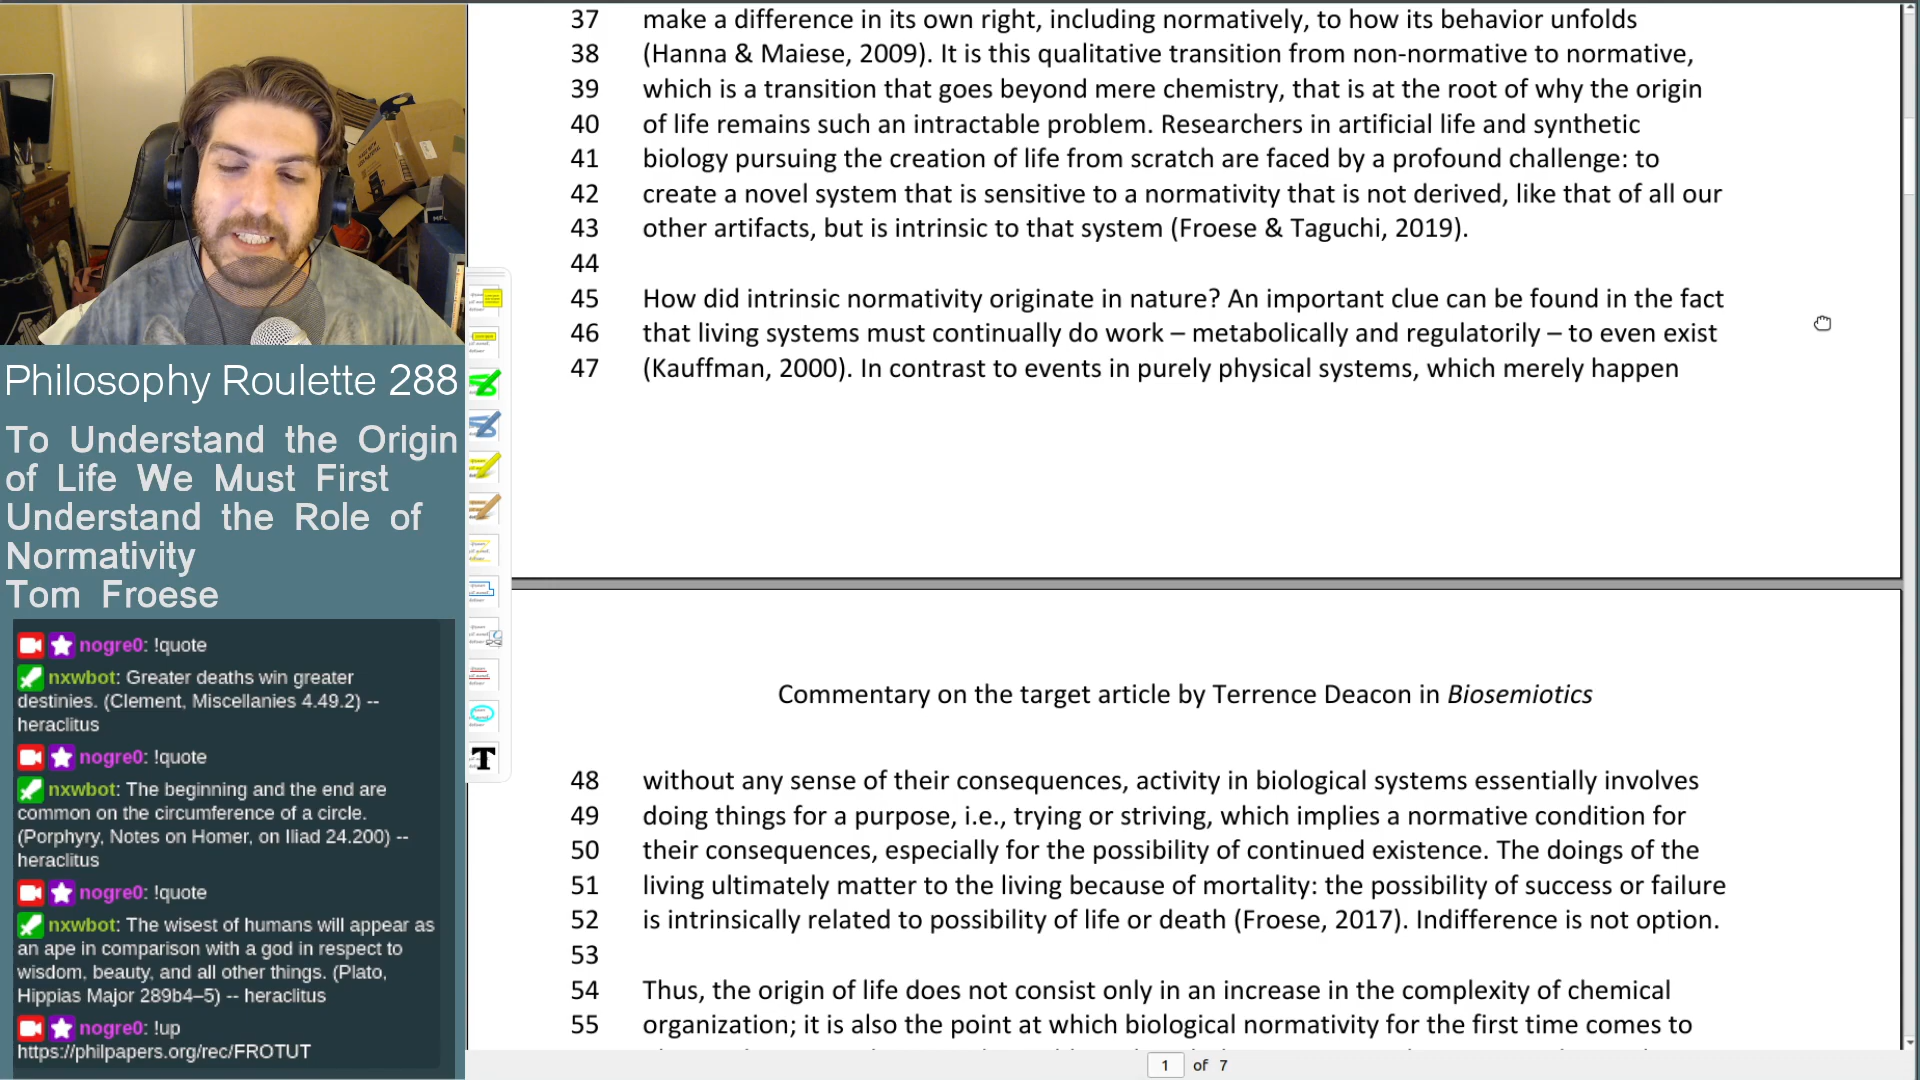 37 make a difference in its own right, including normatively, to how its behavior unfolds
38 (Hanna & Maiese, 2009). It is this qualitative transition from non-normative to normative,
39 which is a transition that goes beyond mere chemistry, that is at the root of why the origin
40 of life remains such an intractable problem. Researchers in artificial life and synthetic
41 biology pursuing the creation of life from scratch are faced by a profound challenge: to
42 create a novel system that is sensitive to a normativity that is not derived, like that of all our
43 other artifacts, but is intrinsic to that system (Froese & Taguchi, 2019).
44
45 How did intrinsic normativity originate in nature? An important clue can be found in the fact
46 that living systems must continually do work – metabolically and regulatorily – to even exist
47 (Kauffman, 2000). In contrast to events in purely physical systems, which merely happen
Commentary on the target article by Terrence Deacon in Biosemiotics
48 without any sense of their consequences, activity in biological systems essentially involves
49 doing things for a purpose, i.e., trying or striving, which implies a normative condition for
50 their consequences, especially for the possibility of continued existence. The doings of the
51 living ultimately matter to the living because of mortality: the possibility of success or failure
52 is intrinsically related to possibility of life or death (Froese, 2017). Indifference is not option.
53
54 Thus, the origin of life does not consist only in an increase in the complexity of chemical
55 organization; it is also the point at which biological normativity for the first time comes to
1 of 7
T
Philosophy Roulette 288
To Understand the Origin
of Life We Must First
Understand the Role of
Normativity
Tom Froese
nogre0: !quote
nxwbot: Greater deaths win greater
destinies. (Clement, Miscellanies 4.49.2) --
heraclitus
nogre0: !quote
nxwbot: The beginning and the end are
common on the circumference of a circle.
(Porphyry, Notes on Homer, on Iliad 24.200) --
heraclitus
nogre0: !quote
nxwbot: The wisest of humans will appear as
an ape in comparison with a god in respect to
wisdom, beauty, and all other things. (Plato,
Hippias Major 289b4–5) -- heraclitus
nogre0: !up
https://philpapers.org/rec/FROTUT